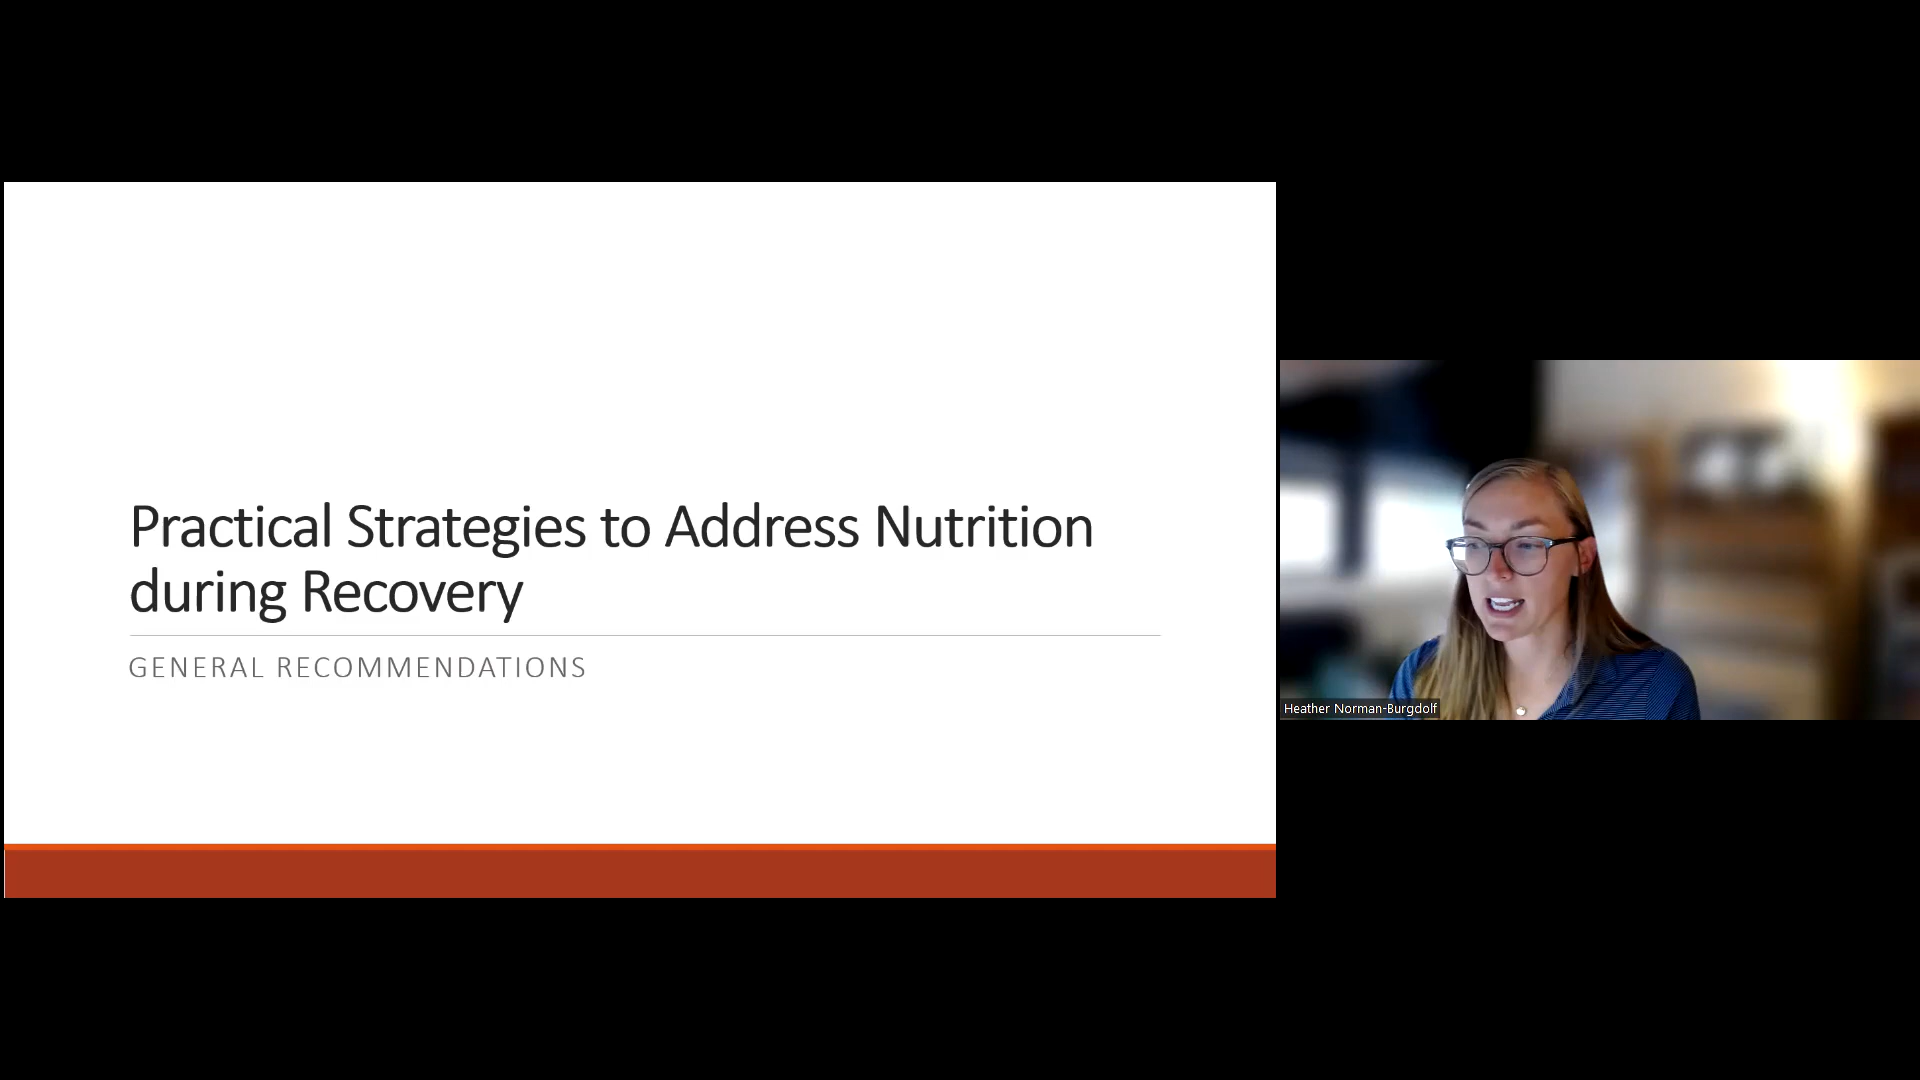 Practical Strategies to Address Nutrition
during Recovery
GENERAL RECOMMENDATIONS
Heather Norman-Burgdolf